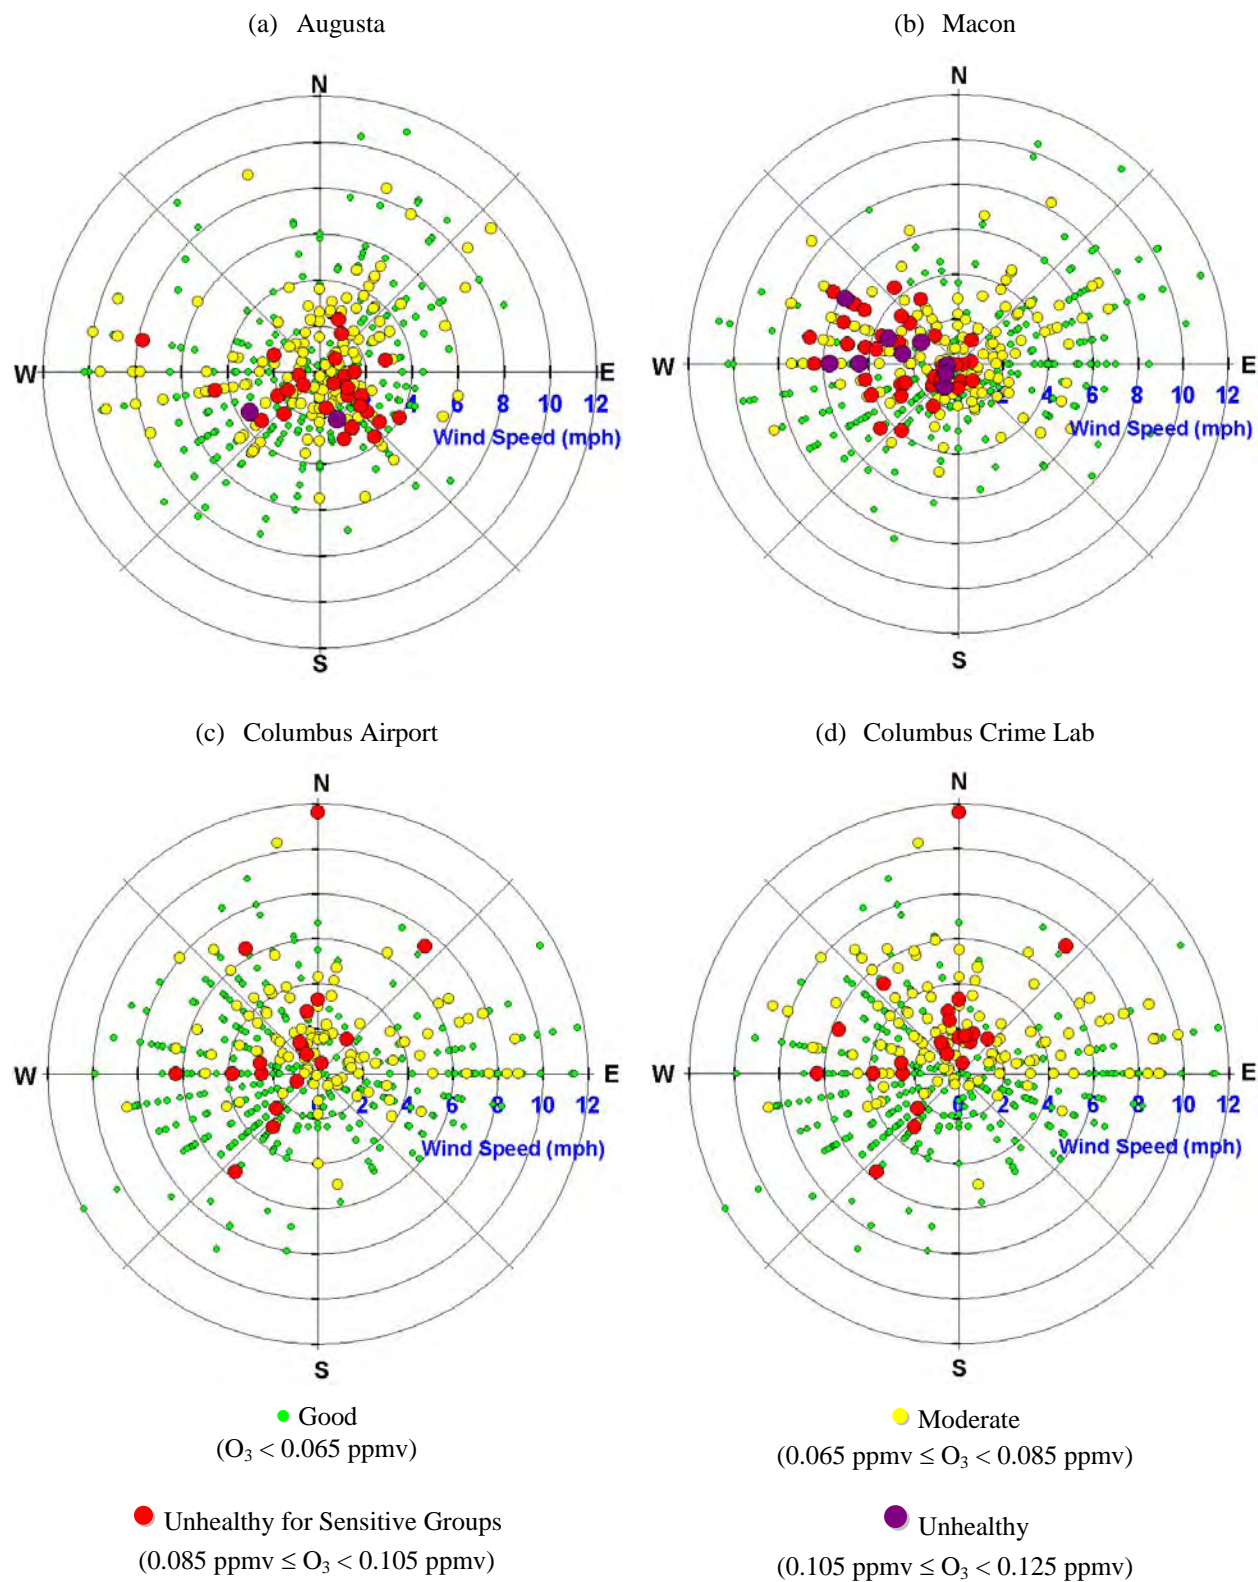 (a) Augusta
(b) Macon
N
N
W
E
W
E
2 4 6 8 10 12
2 4 6 8 10 12
Wind Speed (mph)
Wind Speed (mph)
S
S
(c) Columbus Airport
(d) Columbus Crime Lab
N
N
W
E
W
E
2 4 6 8 10 12
0 2 4 6 8 10 12
Wind Speed (mph)
Wind Speed (mph)
S
S
Good
(O₃ < 0.065 ppmv)
Moderate
(0.065 ppmv ≤ O₃ < 0.085 ppmv)
Unhealthy for Sensitive Groups
(0.085 ppmv ≤ O₃ < 0.105 ppmv)
Unhealthy
(0.105 ppmv ≤ O₃ < 0.125 ppmv)